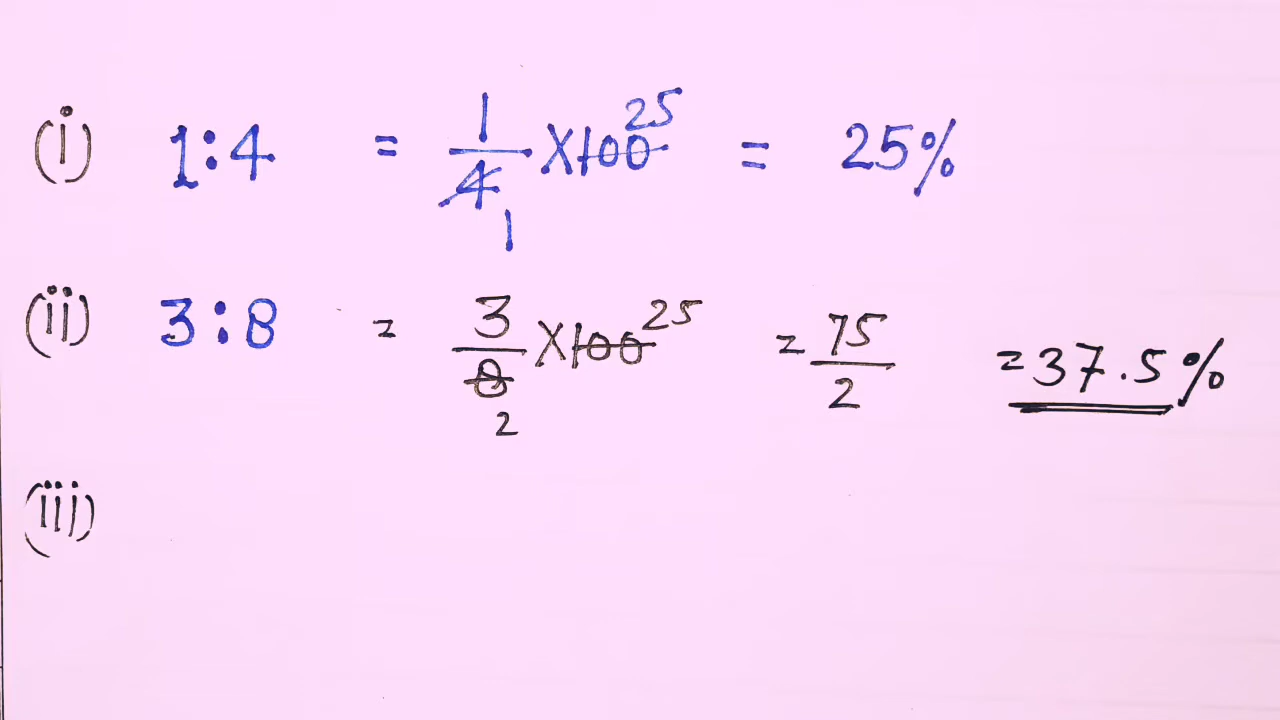 (i) 1:4 = 1/4 X 100 25 = 25%
1
(ii) 3:8 = 3/8 X 100 25 = 75/2 = 37.5%
2
(iii)